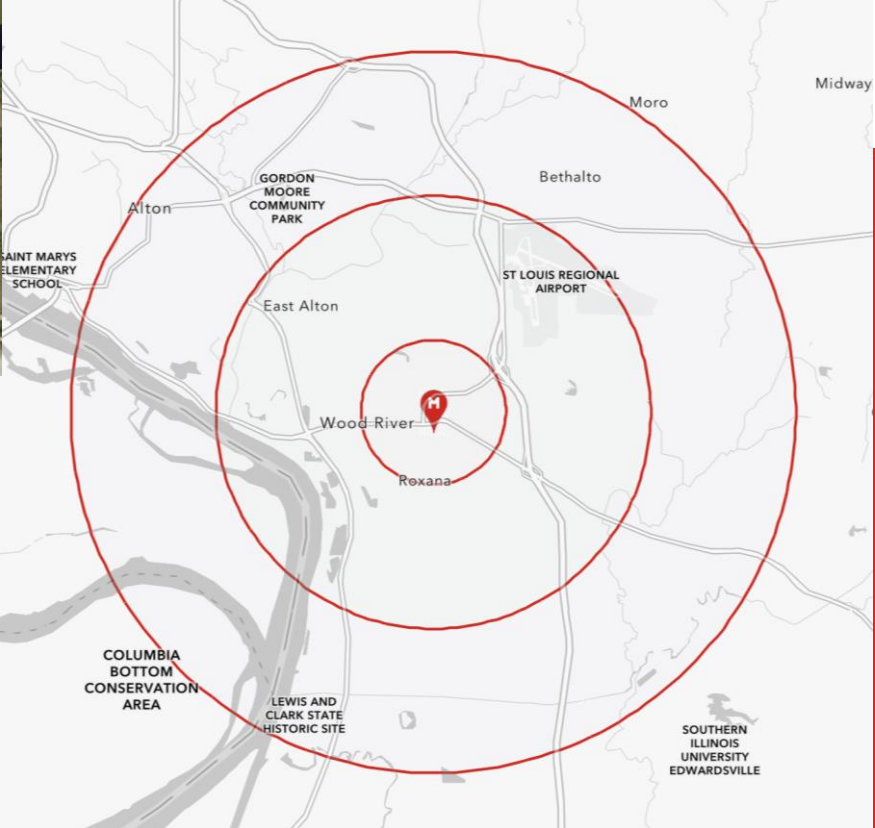 Midway
Moro
Bethalto
GORDON
MOORE
COMMUNITY
PARK
Alton
SAINT MARYS
ELEMENTARY
SCHOOL
ST LOUIS REGIONAL
AIRPORT
East Alton
M
Wood River
Roxana
COLUMBIA
BOTTOM
CONSERVATION
AREA
LEWIS AND
CLARK STATE
HISTORIC SITE
SOUTHERN
ILLINOIS
UNIVERSITY
EDWARDSVILLE